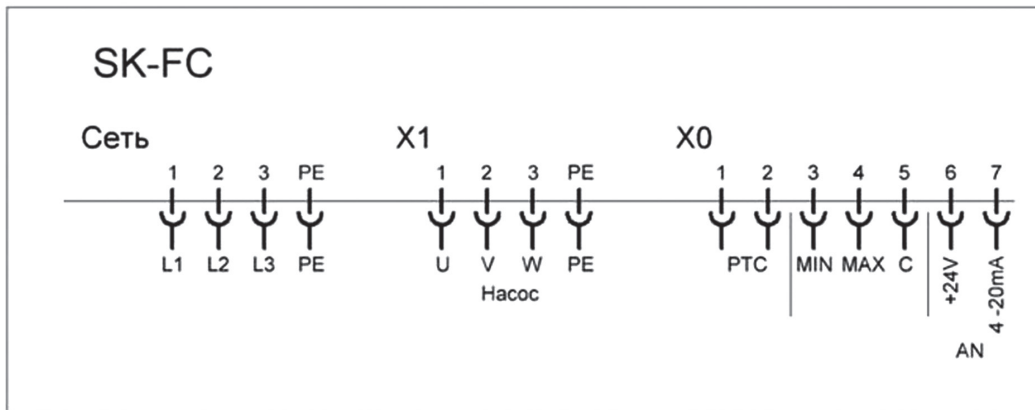 SK-FC
Сеть X1 X0
1 2 3 PE 1 2 3 PE 1 2 3 4 5 6 7
L1 L2 L3 PE U V W PE PTC MIN MAX C +24V 4 -20mA
Насос
AN